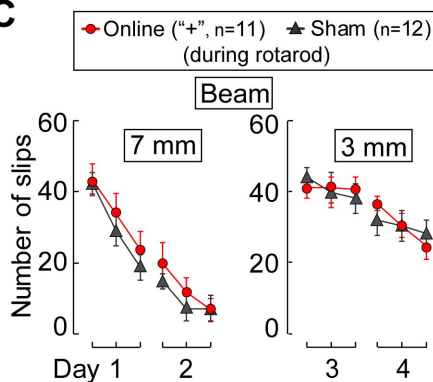 C
Online (“+”, n=11) Sham (n=12)
(during rotarod)
Beam
7 mm
3 mm
Number of slips
60
40
20
0
60
40
20
0
Day 1 2
3 4